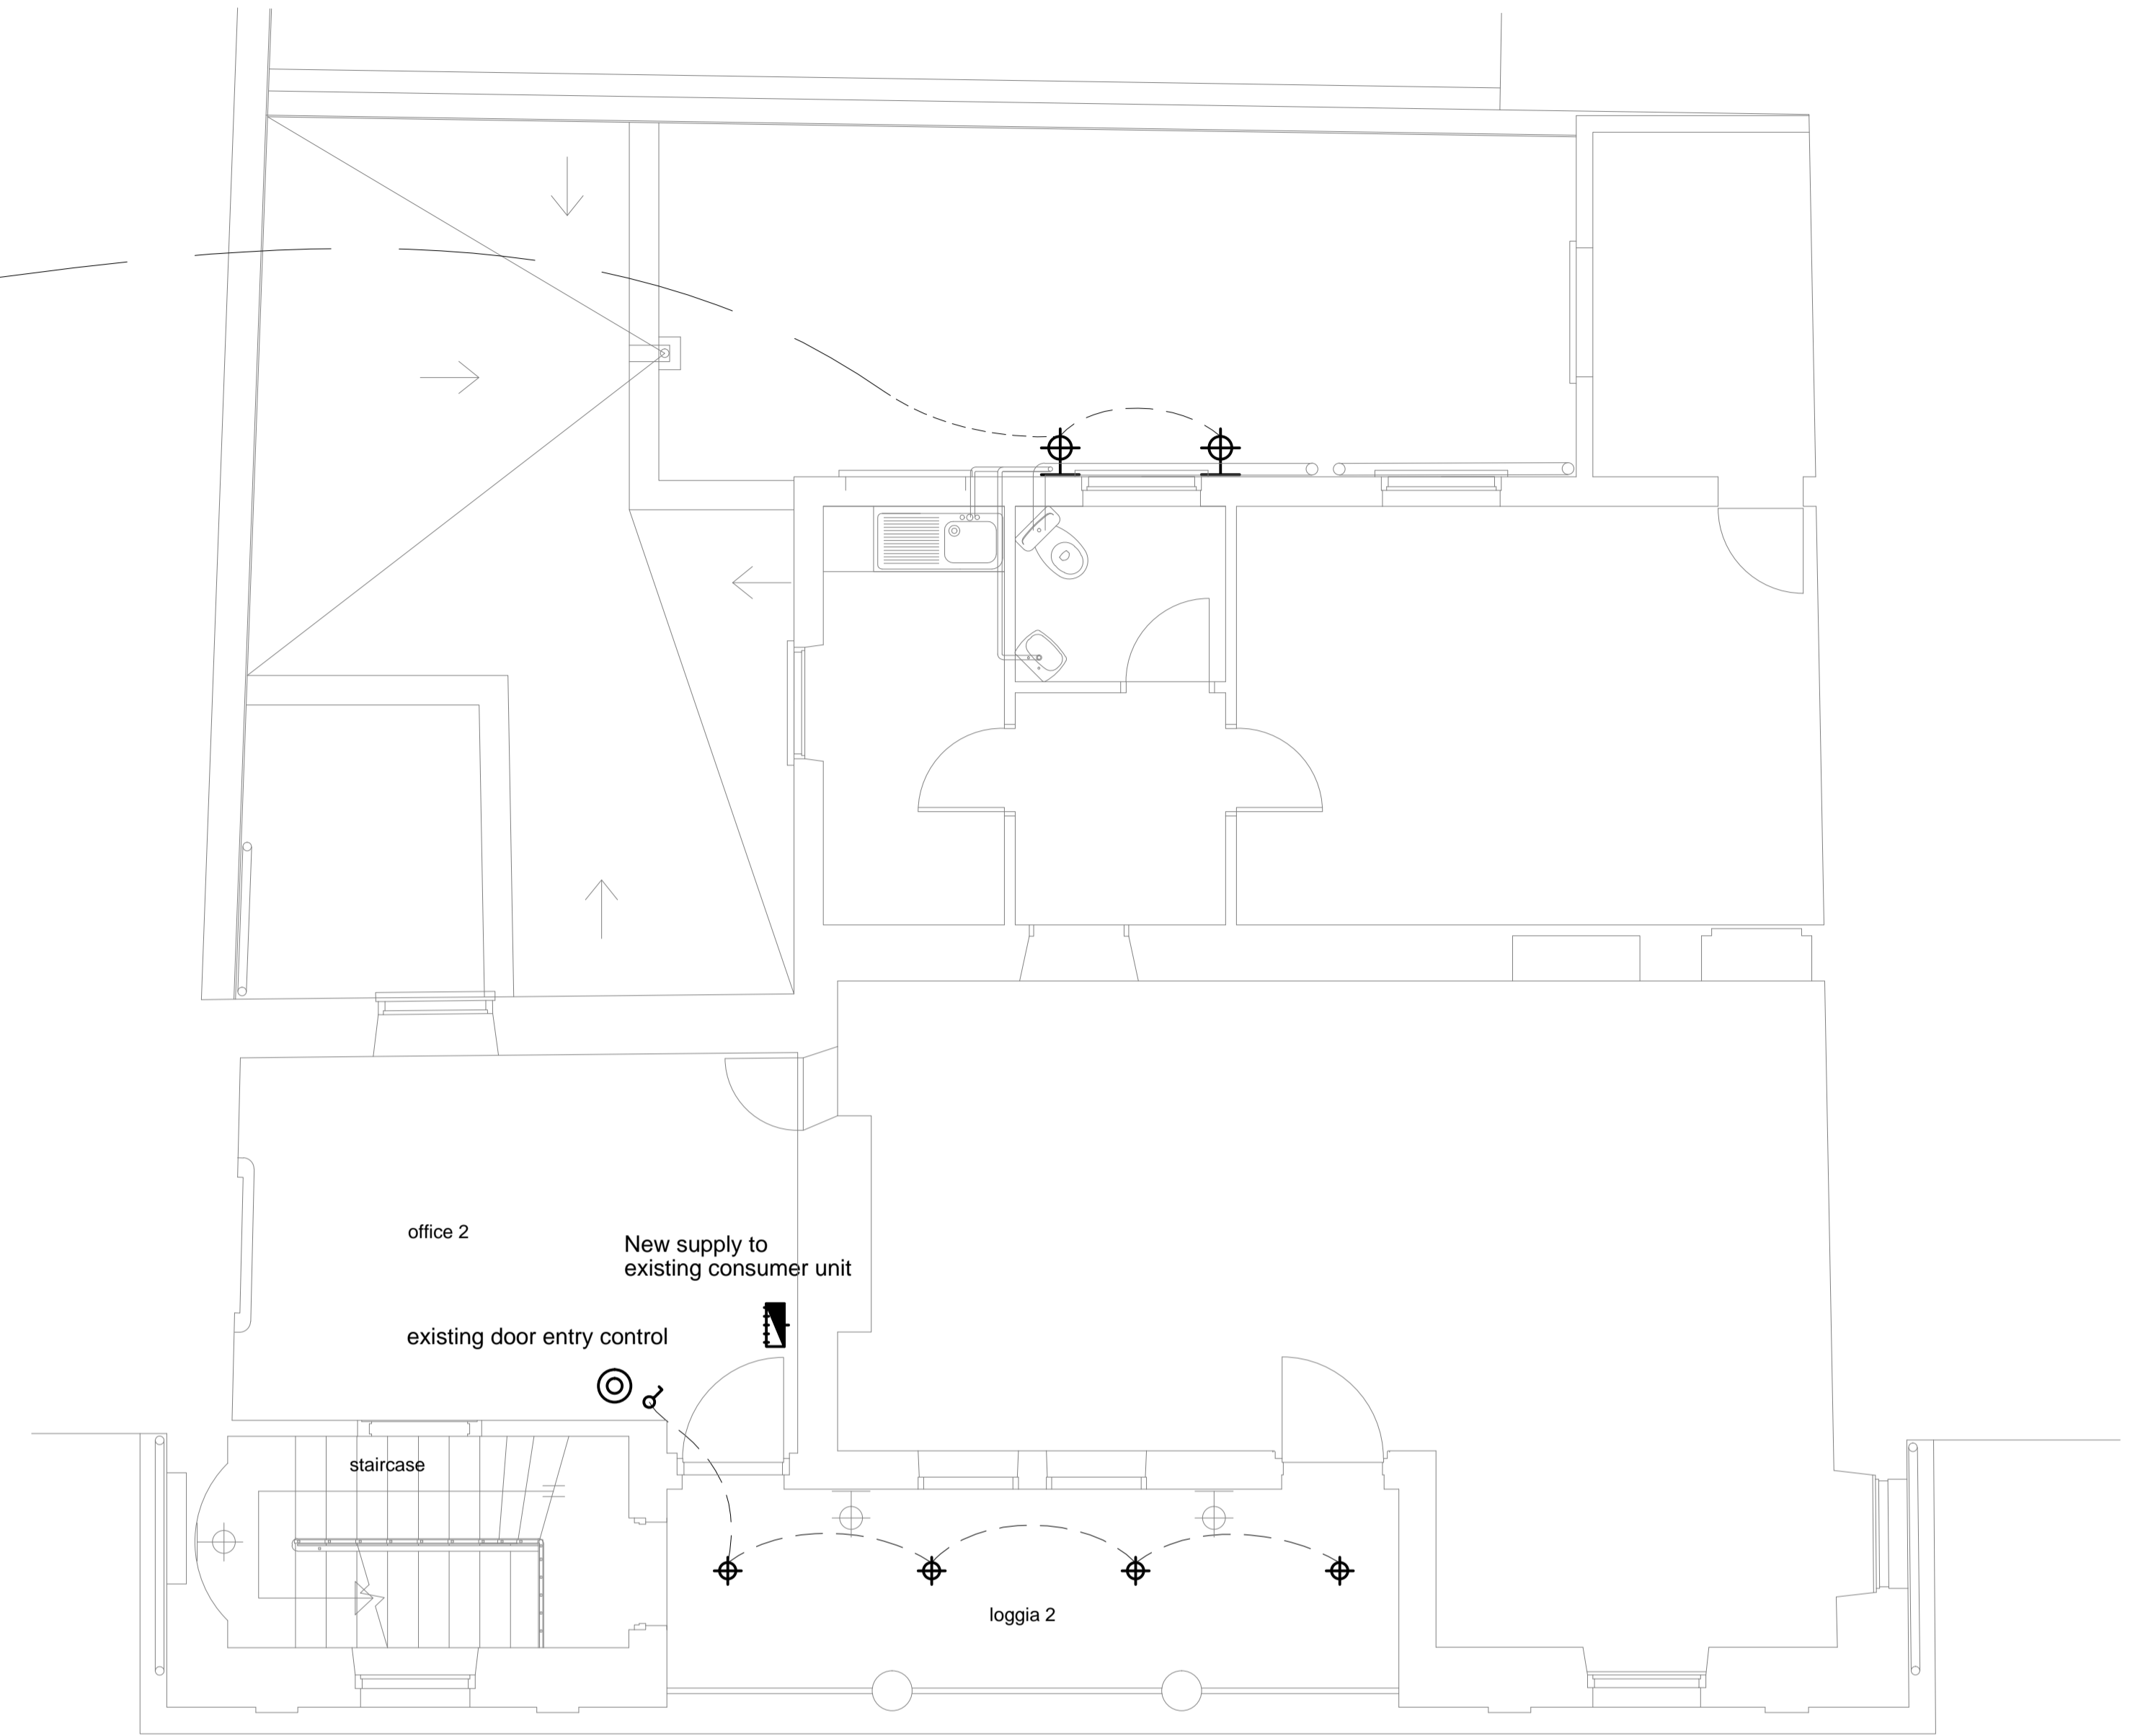 office 2
New supply to
existing consumer unit
existing door entry control
staircase
loggia 2